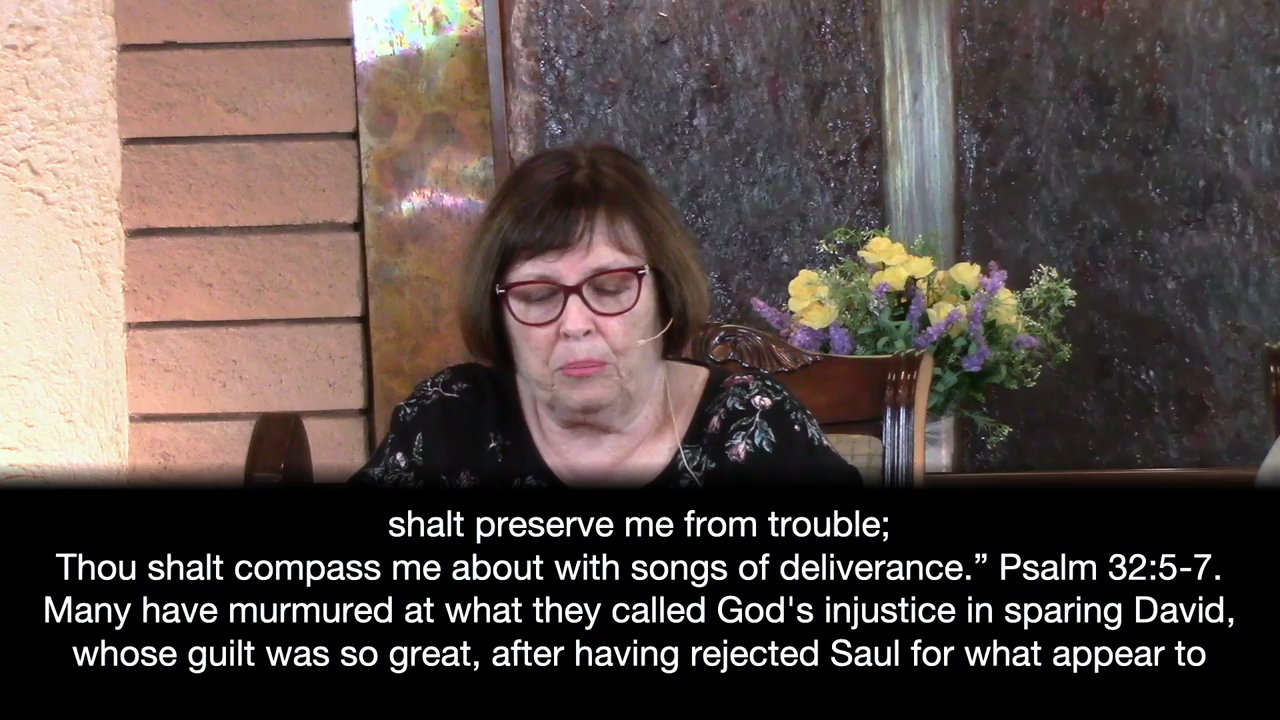 shalt preserve me from trouble;
Thou shalt compass me about with songs of deliverance.” Psalm 32:5-7.
Many have murmured at what they called God's injustice in sparing David,
whose guilt was so great, after having rejected Saul for what appear to